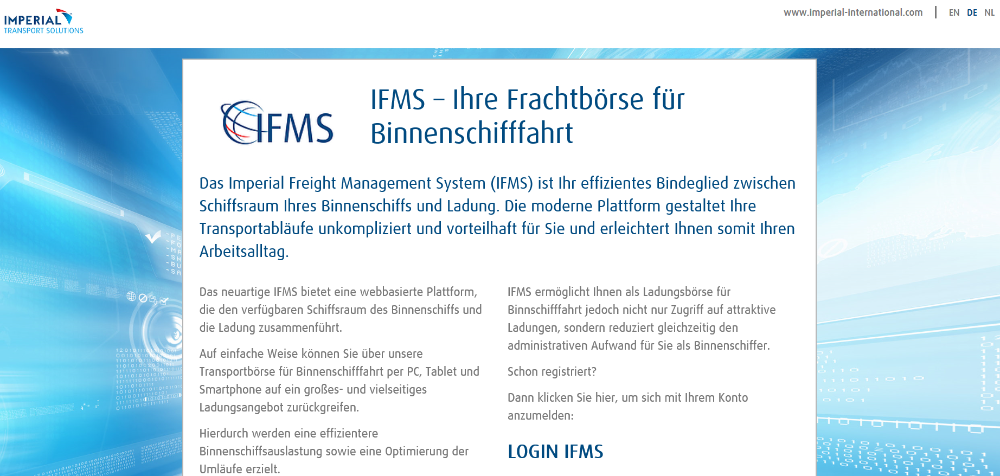 IMPERIAL
TRANSPORT SOLUTIONS
www.imperial-international.com
EN DE NL
IFMS
IFMS – Ihre Frachtbörse für
Binnenschifffahrt
Das Imperial Freight Management System (IFMS) ist Ihr effizientes Bindeglied zwischen
Schiffsraum Ihres Binnenschiffs und Ladung. Die moderne Plattform gestaltet Ihre
Transportabläufe unkompliziert und vorteilhaft für Sie und erleichtert Ihnen somit Ihren
Arbeitsalltag.
Das neuartige IFMS bietet eine webbasierte Plattform,
die den verfügbaren Schiffsraum des Binnenschiffs und
die Ladung zusammenführt.
Auf einfache Weise können Sie über unsere
Transportbörse für Binnenschifffahrt per PC, Tablet und
Smartphone auf ein großes- und vielseitiges
Ladungsangebot zurückgreifen.
Hierdurch werden eine effizientere
Binnenschiffsauslastung sowie eine Optimierung der
Umläufe erzielt.
IFMS ermöglicht Ihnen als Ladungsbörse für
Binnschifffahrt jedoch nicht nur Zugriff auf attraktive
Ladungen, sondern reduziert gleichzeitig den
administrativen Aufwand für Sie als Binnenschiffer.
Schon registriert?
Dann klicken Sie hier, um sich mit Ihrem Konto
anzumelden:
LOGIN IFMS